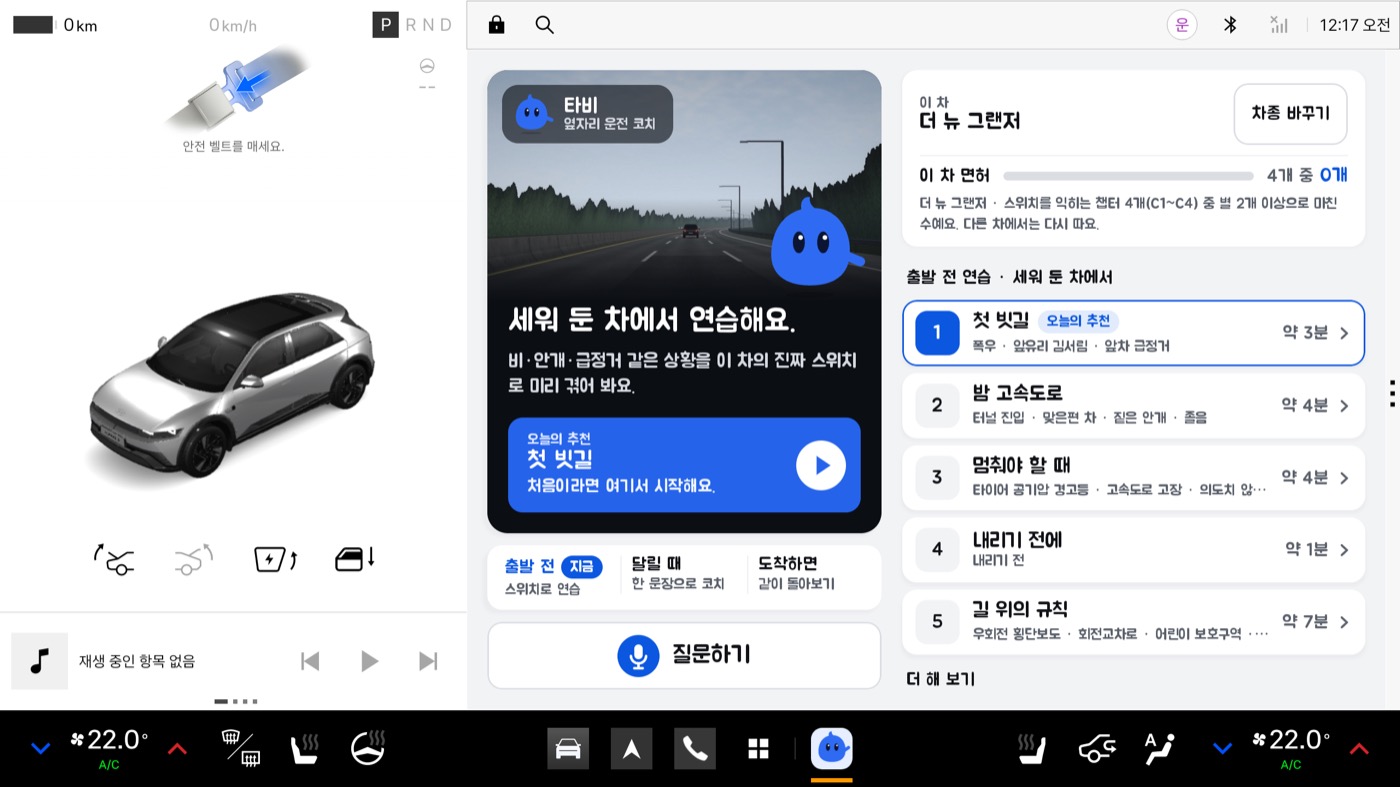 0 km
0 km/h
P R N D
안전 벨트를 매세요.
--
재생 중인 항목 없음
운
12:17 오전
타비
옆자리 운전 코치
세워 둔 차에서 연습해요.
비·안개·급정거 같은 상황을 이 차의 진짜 스위치
로 미리 겪어 봐요.
오늘의 추천
첫 빗길
처음이라면 여기서 시작해요.
출발 전 지금
스위치로 연습
달릴 때
한 문장으로 코치
도착하면
같이 돌아보기
질문하기
이 차
더 뉴 그랜저
차종 바꾸기
이 차 면허
4개 중 0개
더 뉴 그랜저 · 스위치를 익히는 챕터 4개(C1~C4) 중 별 2개 이상으로 마친
수예요. 다른 차에서는 다시 따요.
출발 전 연습 · 세워 둔 차에서
1
첫 빗길 오늘의 추천
폭우 · 앞유리 김서림 · 앞차 급정거
약 3분
2
밤 고속도로
터널 진입 · 맞은편 차 · 짙은 안개 · 졸음
약 4분
3
멈춰야 할 때
타이어 공기압 경고등 · 고속도로 고장 · 의도치 않…
약 4분
4
내리기 전에
내리기 전
약 1분
5
길 위의 규칙
우회전 횡단보도 · 회전교차로 · 어린이 보호구역 · …
약 7분
더 해 보기
22.0°
A/C
A
22.0°
A/C